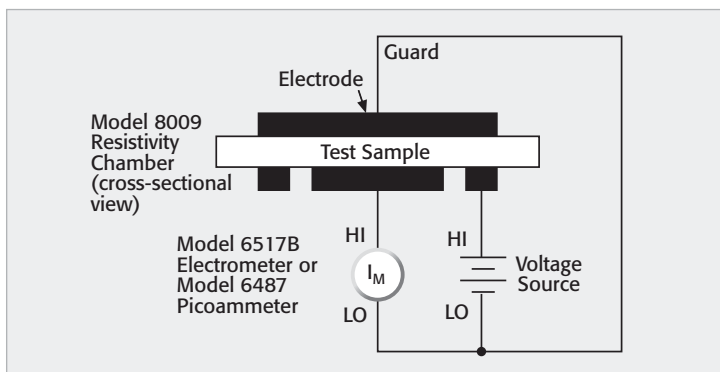 Guard
Electrode
Model 8009
Resistivity
Chamber
(cross-sectional
view)
Test Sample
Model 6517B
Electrometer or
Model 6487
Picoammeter
HI
IM
LO
HI
Voltage
Source
LO